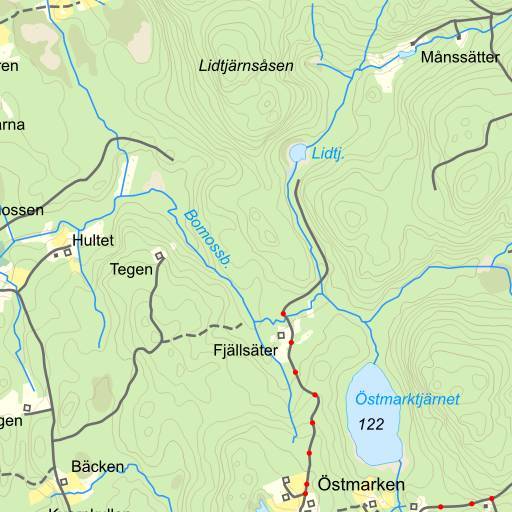 Månssätter
Lidtjärnsåsen
Lidtj.
Bomossb.
Hultet
Tegen
Fjällsäter
Östmarktjärnet
122
Bäcken
Östmarken